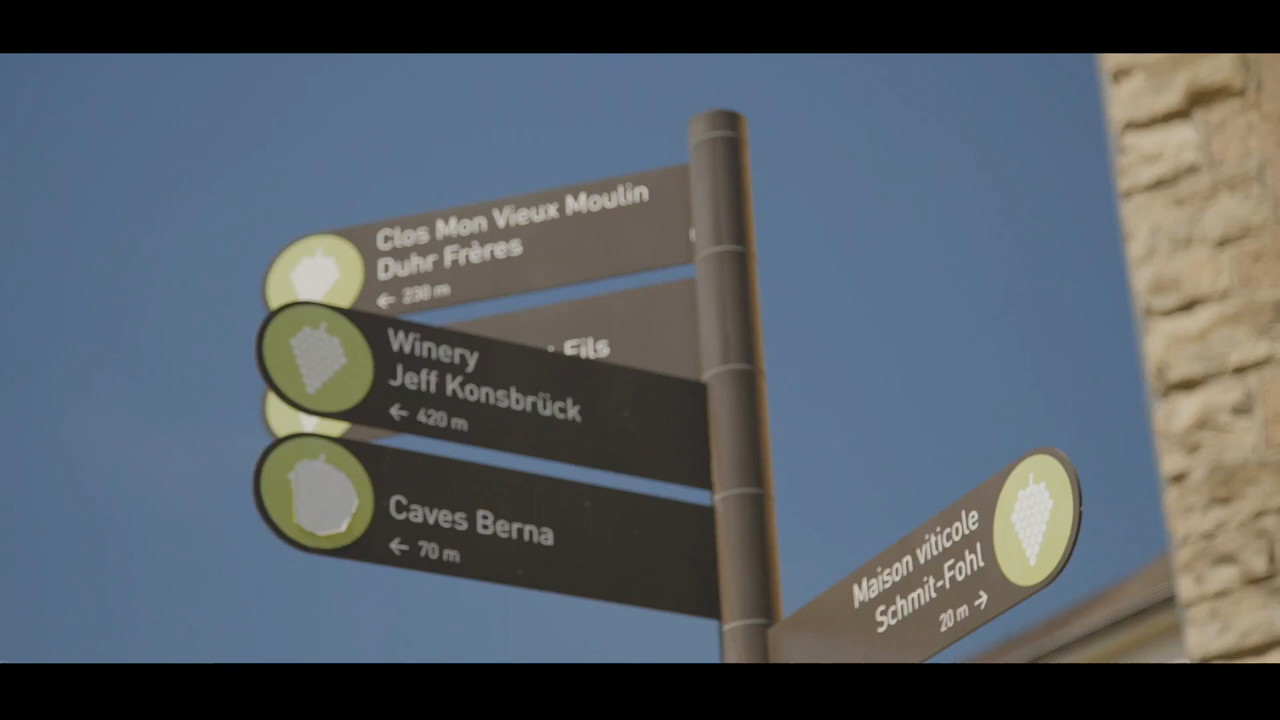 Clos Mon Vieux Moulin
Duhr Frères
← 230 m
Fils
Winery
Jeff Konsbrück
← 420 m
Caves Berna
← 70 m
Maison viticole
Schmit-Fohl
20 m →